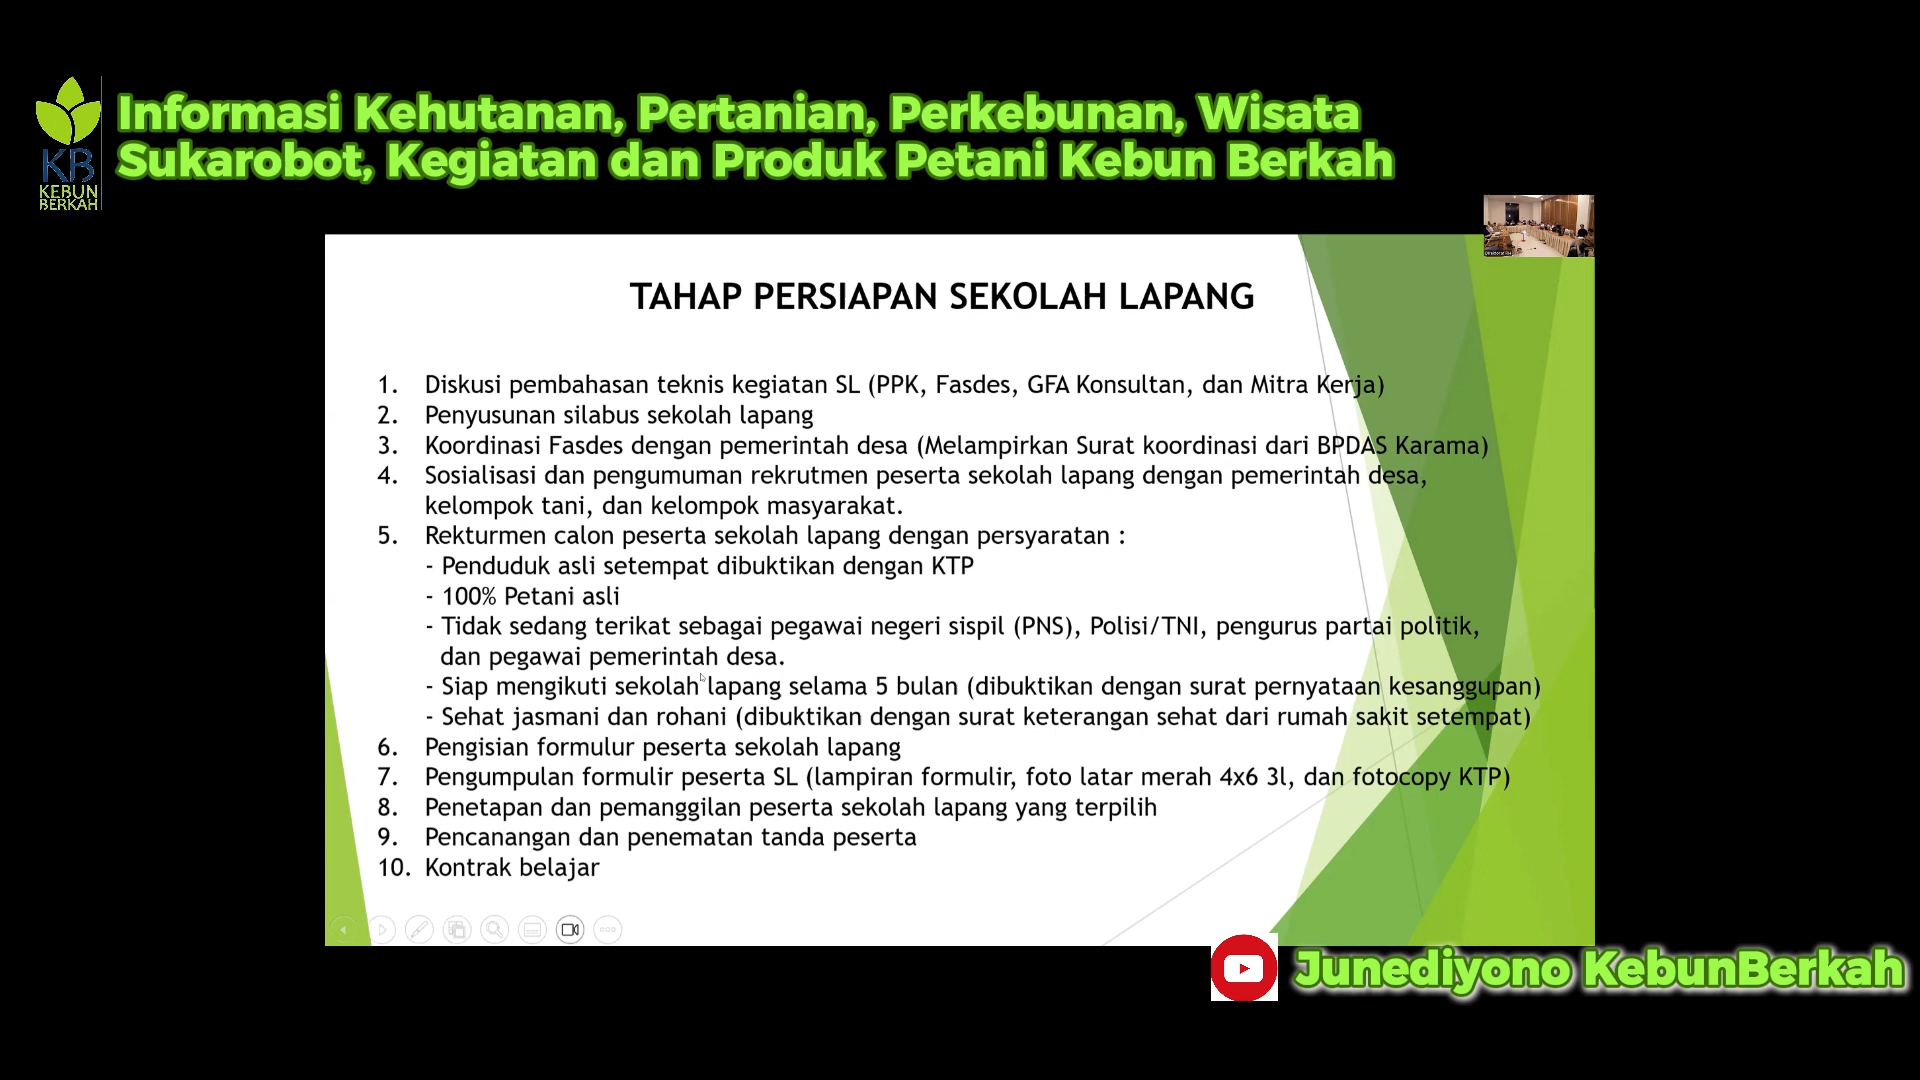 Informasi Kehutanan, Pertanian, Perkebunan, Wisata
Sukarobot, Kegiatan dan Produk Petani Kebun Berkah
KB
KEBUN
BERKAH
TAHAP PERSIAPAN SEKOLAH LAPANG
1. Diskusi pembahasan teknis kegiatan SL (PPK, Fasdes, GFA Konsultan, dan Mitra Kerja)
2. Penyusunan silabus sekolah lapang
3. Koordinasi Fasdes dengan pemerintah desa (Melampirkan Surat koordinasi dari BPDAS Karama)
4. Sosialisasi dan pengumuman rekrutmen peserta sekolah lapang dengan pemerintah desa,
kelompok tani, dan kelompok masyarakat.
5. Rekturmen calon peserta sekolah lapang dengan persyaratan :
- Penduduk asli setempat dibuktikan dengan KTP
- 100% Petani asli
- Tidak sedang terikat sebagai pegawai negeri sispil (PNS), Polisi/TNI, pengurus partai politik,
dan pegawai pemerintah desa.
- Siap mengikuti sekolah lapang selama 5 bulan (dibuktikan dengan surat pernyataan kesanggupan)
- Sehat jasmani dan rohani (dibuktikan dengan surat keterangan sehat dari rumah sakit setempat)
6. Pengisian formulur peserta sekolah lapang
7. Pengumpulan formulir peserta SL (lampiran formulir, foto latar merah 4x6 3l, dan fotocopy KTP)
8. Penetapan dan pemanggilan peserta sekolah lapang yang terpilih
9. Pencanangan dan penematan tanda peserta
10. Kontrak belajar
Junediyono KebunBerkah